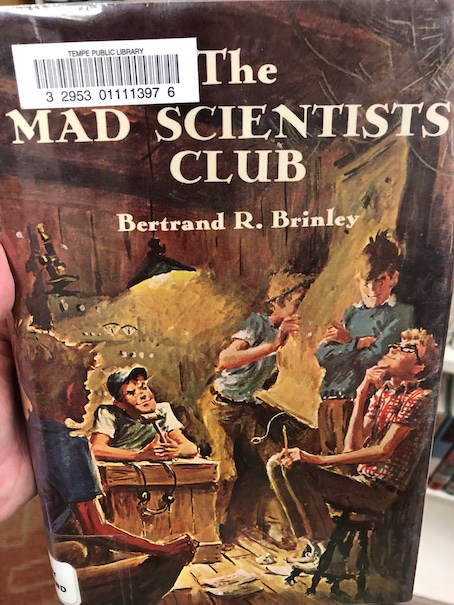 TEMPE PUBLIC LIBRARY
3 2953 01111397 6
The
MAD SCIENTISTS
CLUB
Bertrand R. Brinley